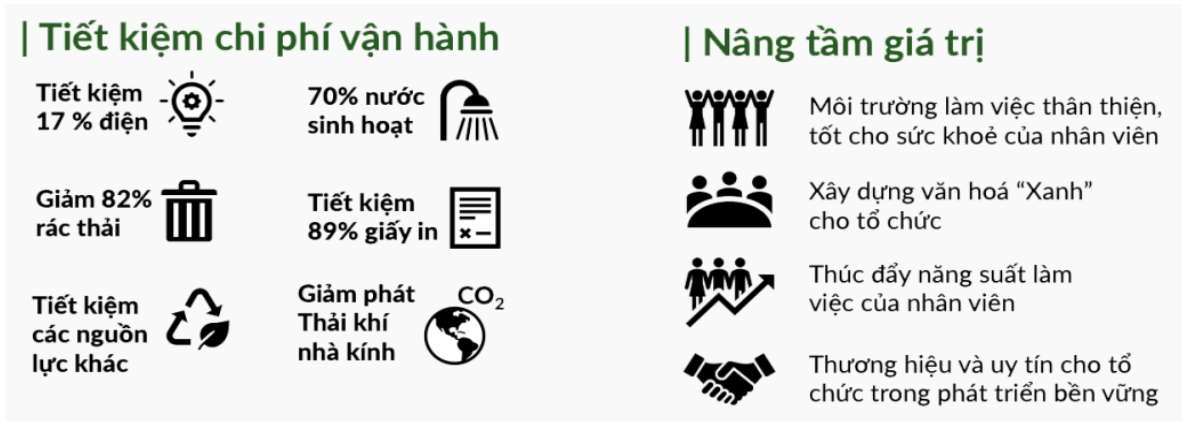 | Tiết kiệm chi phí vận hành
Tiết kiệm
17 % điện
70% nước
sinh hoạt
Giảm 82%
rác thải
Tiết kiệm
89% giấy in
Tiết kiệm
các nguồn
lực khác
Giảm phát
Thải khí
nhà kính
CO₂
| Nâng tầm giá trị
Môi trường làm việc thân thiện,
tốt cho sức khoẻ của nhân viên
Xây dựng văn hoá “Xanh”
cho tổ chức
Thúc đẩy năng suất làm
việc của nhân viên
Thương hiệu và uy tín cho tổ
chức trong phát triển bền vững